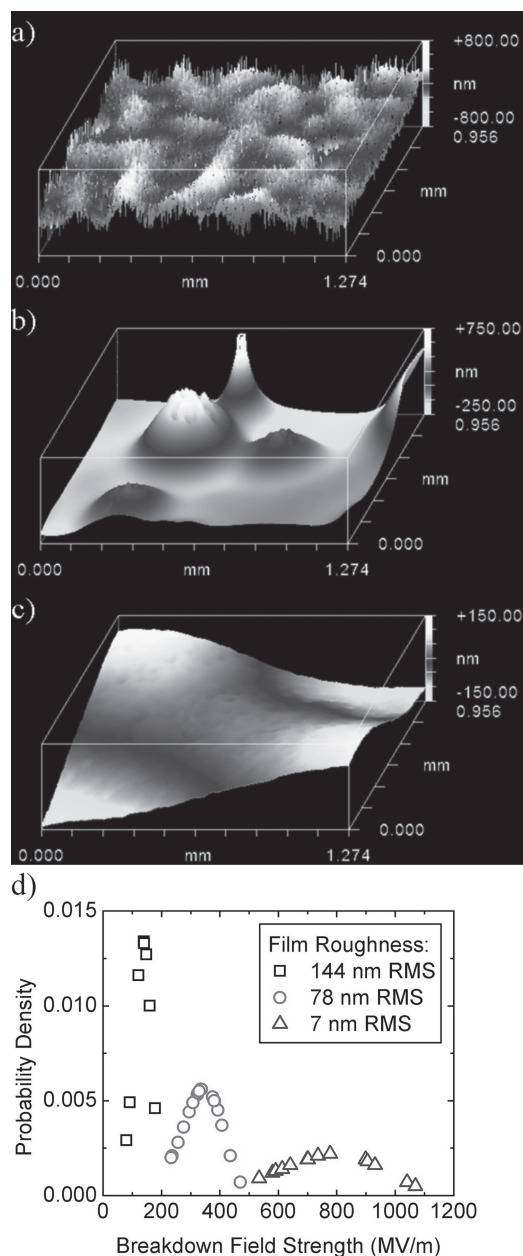 a)
+800.00
nm
-800.00
0.956
mm
0.000
0.000
mm
1.274
b)
+750.00
nm
-250.00
0.956
mm
0.000
0.000
mm
1.274
c)
+150.00
nm
-150.00
0.956
mm
0.000
0.000
mm
1.274
d)
0.015
0.010
0.005
0.000
Probability Density
Film Roughness:
144 nm RMS
78 nm RMS
7 nm RMS
0 200 400 600 800 1000 1200
Breakdown Field Strength (MV/m)